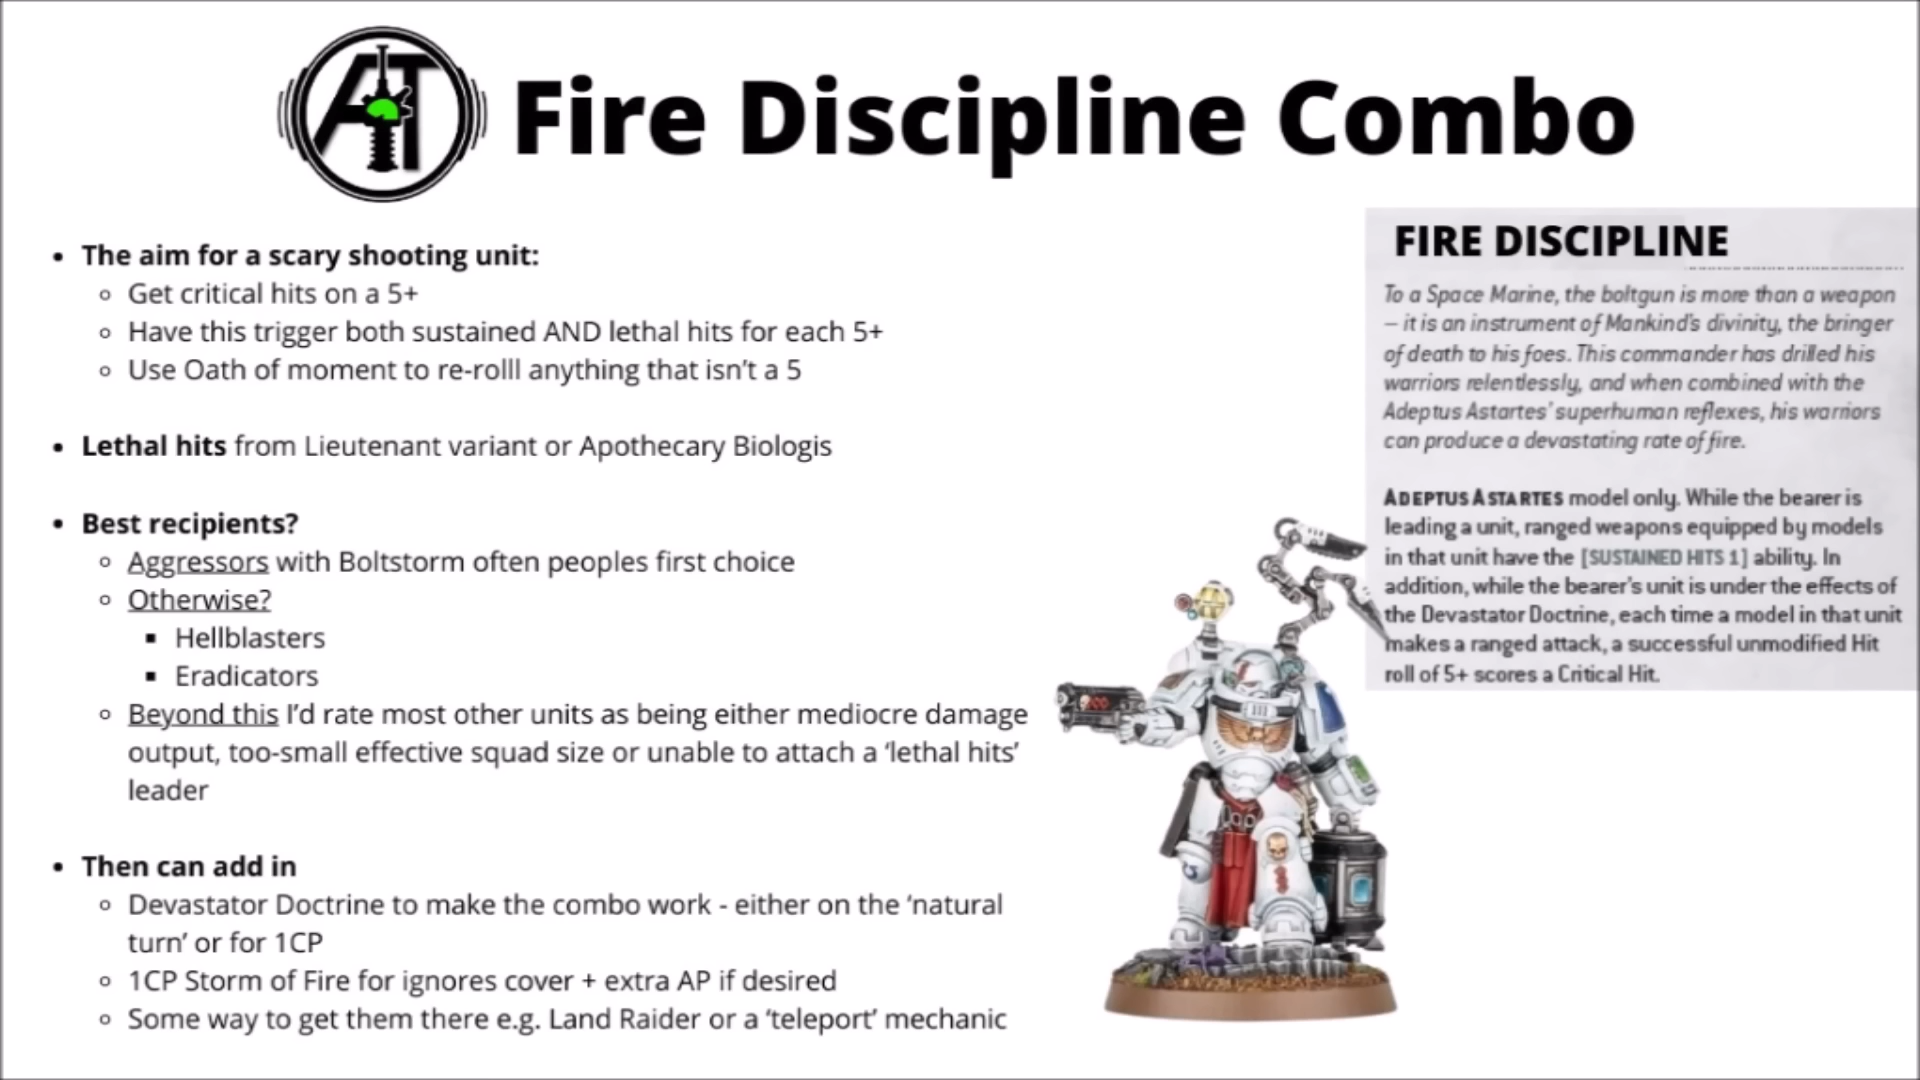 AT
Fire Discipline Combo
• The aim for a scary shooting unit:
◦ Get critical hits on a 5+
◦ Have this trigger both sustained AND lethal hits for each 5+
◦ Use Oath of moment to re-rolll anything that isn't a 5
• Lethal hits from Lieutenant variant or Apothecary Biologis
• Best recipients?
◦ Aggressors with Boltstorm often peoples first choice
◦ Otherwise?
▪ Hellblasters
▪ Eradicators
◦ Beyond this I'd rate most other units as being either mediocre damage
output, too-small effective squad size or unable to attach a 'lethal hits'
leader
• Then can add in
◦ Devastator Doctrine to make the combo work - either on the 'natural
turn' or for 1CP
◦ 1CP Storm of Fire for ignores cover + extra AP if desired
◦ Some way to get them there e.g. Land Raider or a 'teleport' mechanic
FIRE DISCIPLINE
To a Space Marine, the boltgun is more than a weapon
– it is an instrument of Mankind's divinity, the bringer
of death to his foes. This commander has drilled his
warriors relentlessly, and when combined with the
Adeptus Astartes' superhuman reflexes, his warriors
can produce a devastating rate of fire.
ADEPTUS ASTARTES model only. While the bearer is
leading a unit, ranged weapons equipped by models
in that unit have the [SUSTAINED HITS 1] ability. In
addition, while the bearer's unit is under the effects of
the Devastator Doctrine, each time a model in that unit
makes a ranged attack, a successful unmodified Hit
roll of 5+ scores a Critical Hit.